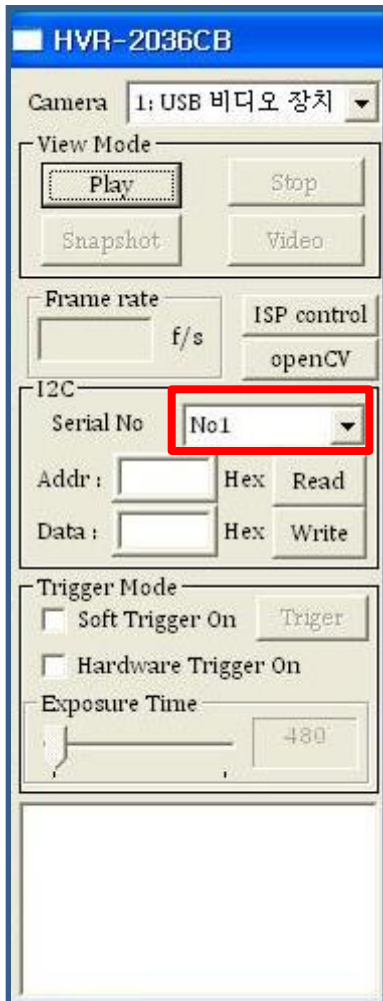 HVR-2036CB
Camera 1: USB 비디오 장치
View Mode
Play Stop
Snapshot Video
Frame rate
f/s
ISP control
openCV
I2C
Serial No No1
Addr : Hex Read
Data : Hex Write
Trigger Mode
Soft Trigger On Triger
Hardware Trigger On
Exposure Time
480